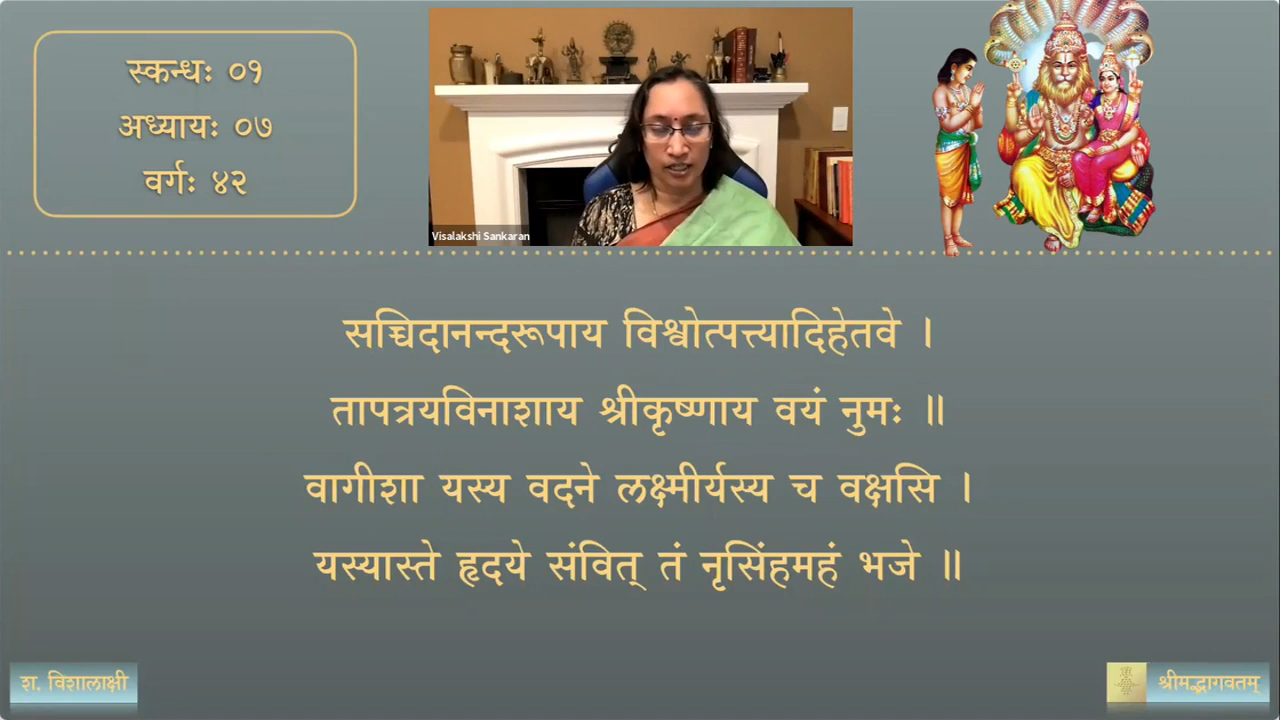 स्कन्धः ०१
अध्यायः ०७
वर्गः ४२
Visalakshi Sankaran
सच्चिदानन्दरूपाय विश्वोत्पत्त्यादिहेतवे ।
तापत्रयविनाशाय श्रीकृष्णाय वयं नुमः ॥
वागीशा यस्य वदने लक्ष्मीर्यस्य च वक्षसि ।
यस्यास्ते हृदये संवित् तं नृसिंहमहं भजे ॥
श. विशालाक्षी
श्रीमद्भागवतम्